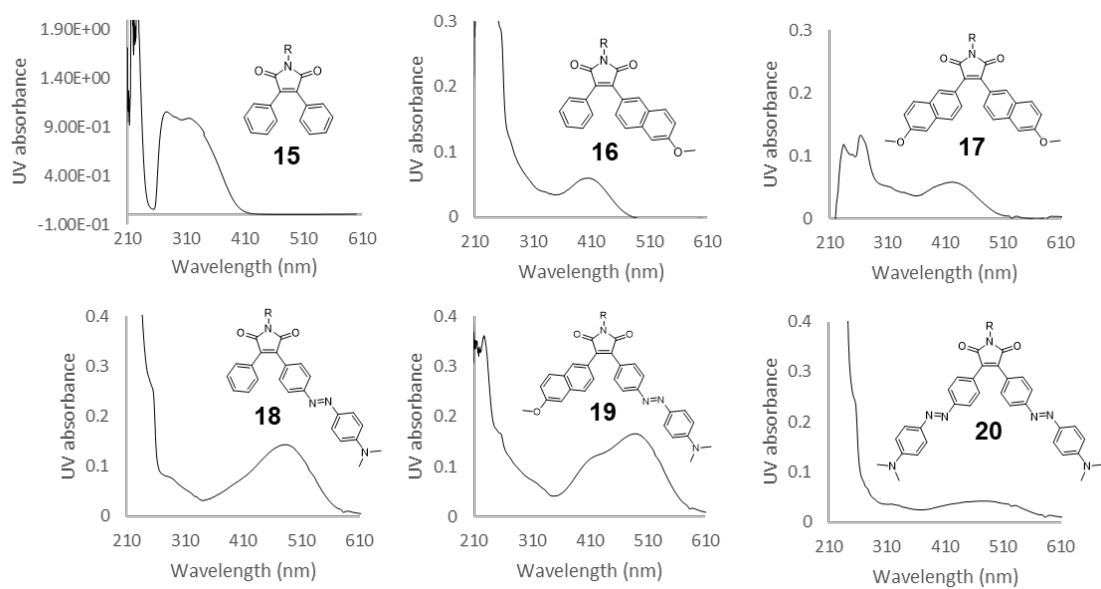 UV absorbance
1.90E+00
1.40E+00
9.00E-01
4.00E-01
-1.00E-01
210 310 410 510 610
Wavelength (nm)
R
N
O O
15
UV absorbance
0.3
0.2
0.1
0
210 310 410 510 610
Wavelength (nm)
R
N
O O
O
16
UV absorbance
0.3
0.2
0.1
0
210 310 410 510 610
Wavelength (nm)
R
N
O O
O O
17
UV absorbance
0.4
0.3
0.2
0.1
0
210 310 410 510 610
Wavelength (nm)
R
N
O O
N=N
N
18
UV absorbance
0.4
0.3
0.2
0.1
0
210 310 410 510 610
Wavelength (nm)
R
N
O O
O
N=N
N
19
UV absorbance
0.4
0.3
0.2
0.1
0
210 310 410 510 610
Wavelength (nm)
R
N
O O
N=N N=N
N N
20